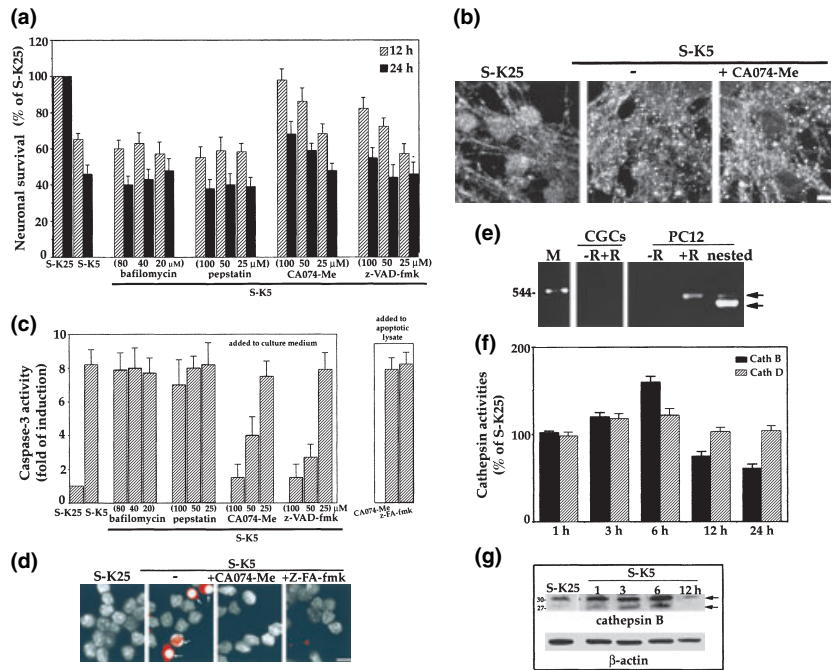 (a)
Neuronal survival (% of S-K25)
120
100
80
60
40
20
0
12 h
24 h
S-K25
S-K5
(80 40 20 µM)
bafilomycin
(100 50 25 µM)
pepstatin
(100 50 25 µM)
CA074-Me
(100 50 25 µM)
z-VAD-fmk
S-K5
(b)
S-K5
S-K25
-
+ CA074-Me
(e)
CGCs
PC12
M
-R+R
-R
+R
nested
544-
(c)
Caspase-3 activity
(fold of induction)
10
8
6
4
2
0
added to culture medium
added to
apoptotic
lysate
S-K25
S-K5
(80 40 20)
bafilomycin
(100 50 25)
pepstatin
(100 50 25)
CA074-Me
(100 50 25) µM
z-VAD-fmk
CA074-Me
z-FA-fmk
S-K5
(f)
Cathepsin activities
(% of S-K25)
200
100
0
Cath B
Cath D
1 h
3 h
6 h
12 h
24 h
(d)
S-K5
S-K25
-
+CA074-Me
+Z-FA-fmk
(g)
S-K5
S-K25
1
3
6
12 h
30-
27-
cathepsin B
β-actin